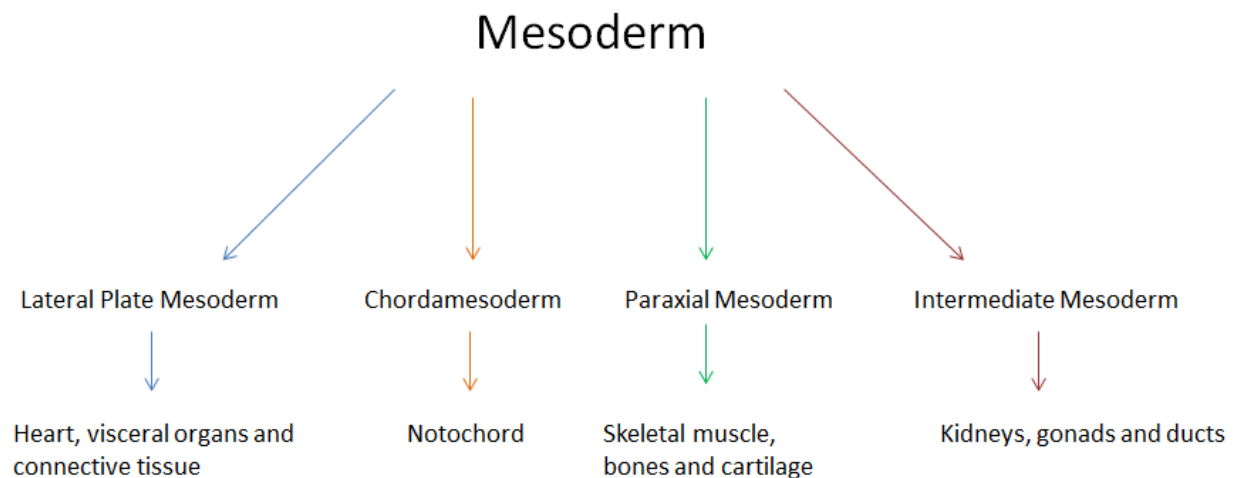 Mesoderm
Lateral Plate Mesoderm
Chordamesoderm
Paraxial Mesoderm
Intermediate Mesoderm
Heart, visceral organs and
connective tissue
Notochord
Skeletal muscle,
bones and cartilage
Kidneys, gonads and ducts